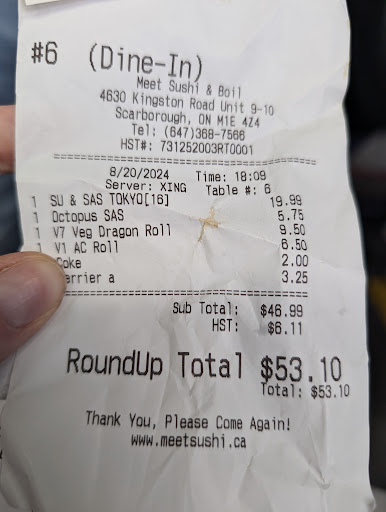 #6 (Dine-In)
Meet Sushi & Boil
4630 Kingston Road Unit 9-10
Scarborough, ON M1E 4Z4
Tel: (647)368-7566
HST#: 731252003RT0001
8/20/2024 Time: 18:09
Server: XING Table #: 6
1 SU & SAS TOKYO[16] 19.99
1 Octopus SAS 5.75
1 V7 Veg Dragon Roll 9.50
1 V1 AC Roll 6.50
Coke 2.00
errier a 3.25
Sub Total: $46.99
HST: $6.11
RoundUp Total $53.10
Total: $53.10
Thank You, Please Come Again!
www.meetsushi.ca